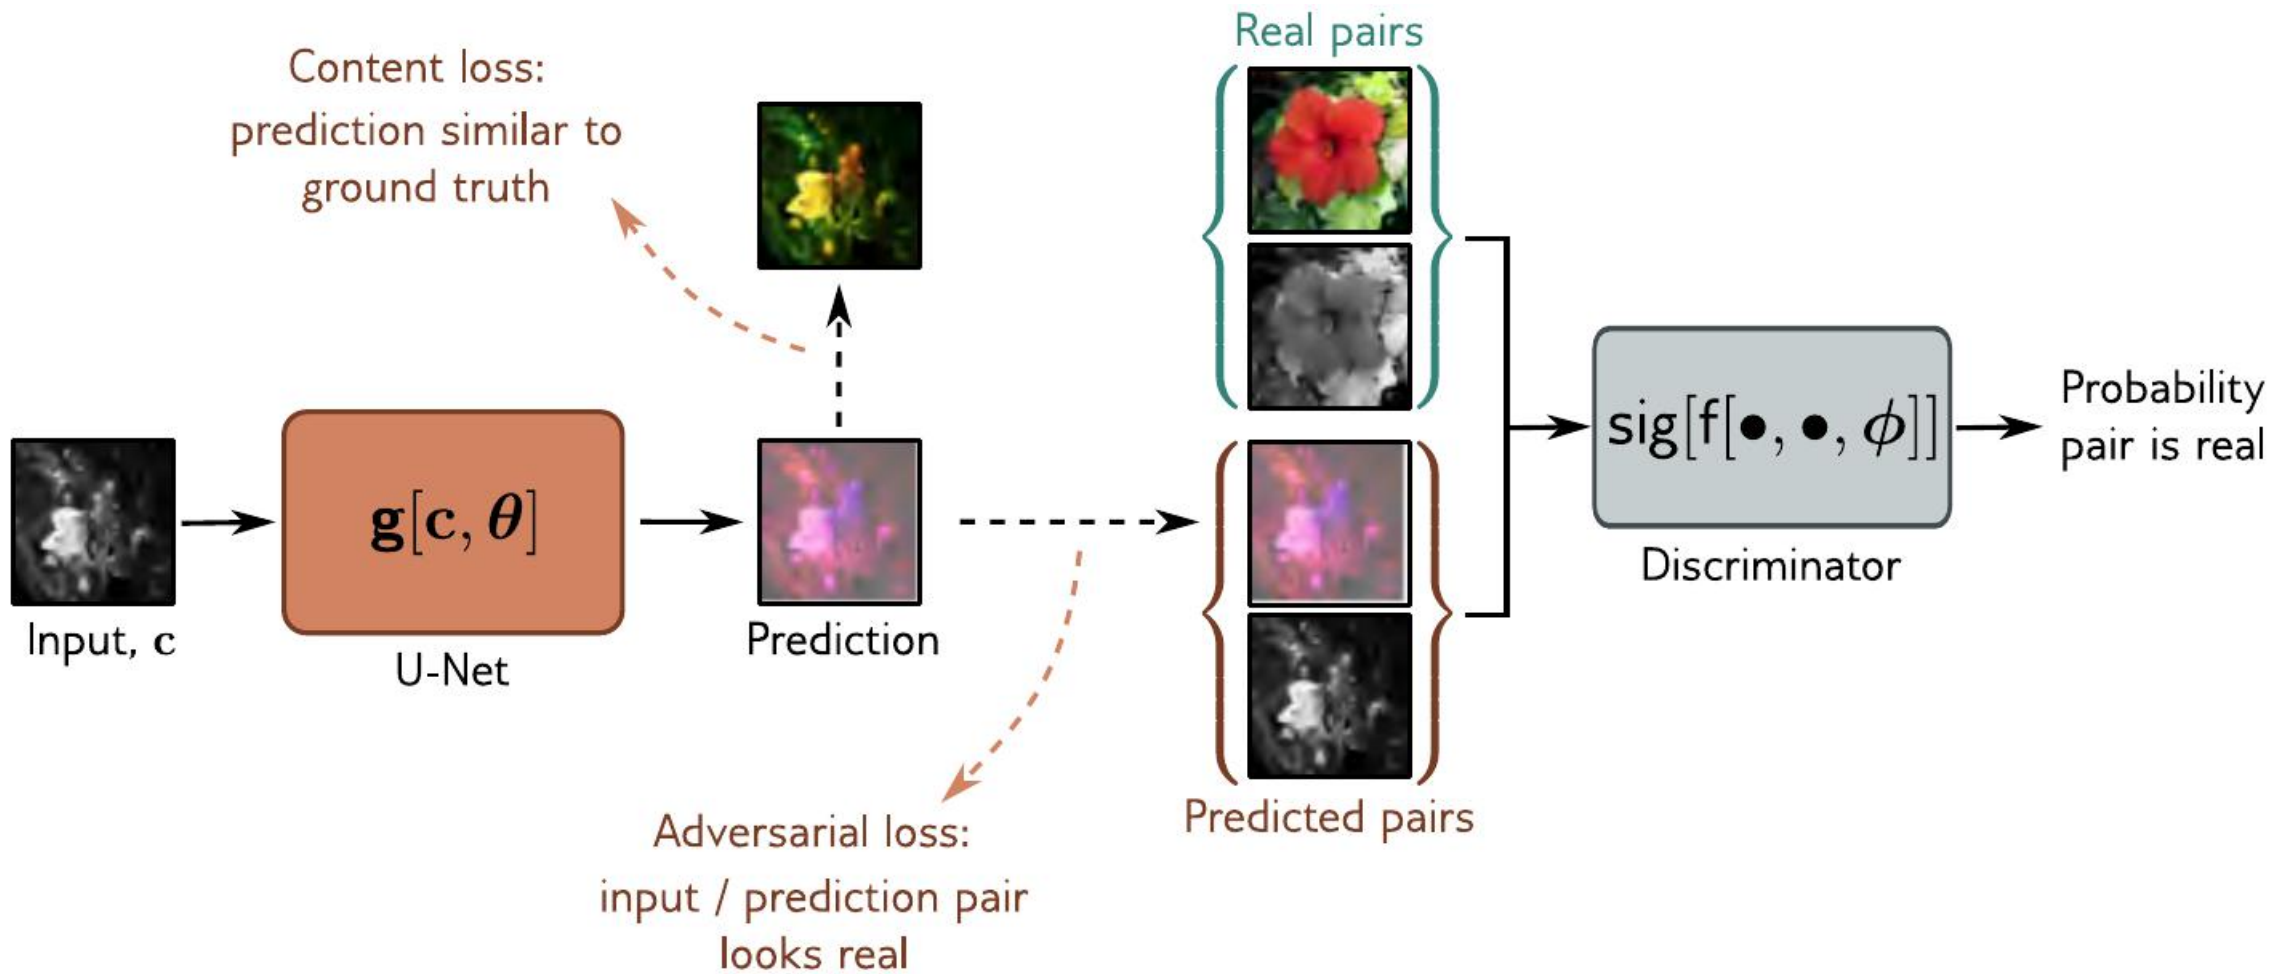 Content loss:
prediction similar to
ground truth
Real pairs
Input, c
g[c, θ]
U-Net
Prediction
sig[f[•, •, ϕ]]
Discriminator
Probability
pair is real
Adversarial loss:
input / prediction pair
looks real
Predicted pairs